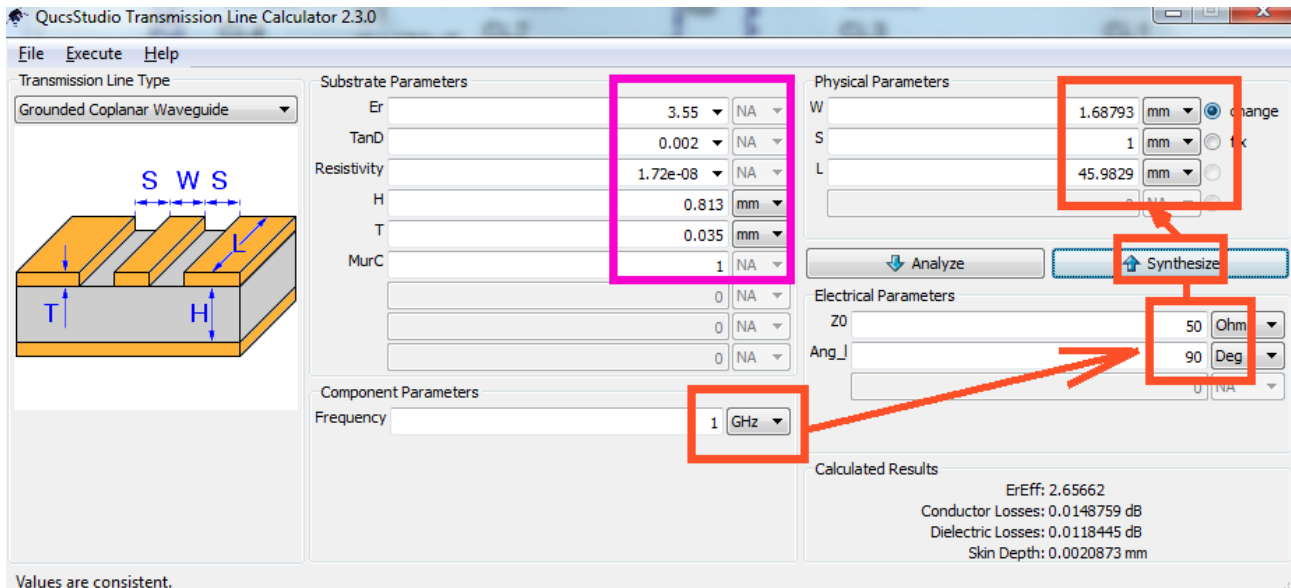 QucsStudio Transmission Line Calculator 2.3.0
File Execute Help
Transmission Line Type
Grounded Coplanar Waveguide
S W S
L
T H
Substrate Parameters
Er 3.55 NA
TanD 0.002 NA
Resistivity 1.72e-08 NA
H 0.813 mm
T 0.035 mm
MurC 1 NA
0 NA
0 NA
0 NA
Component Parameters
Frequency 1 GHz
Physical Parameters
W 1.68793 mm change
S 1 mm
L 45.9829 mm
0 NA
Analyze Synthesize
Electrical Parameters
Z0 50 Ohm
Ang_l 90 Deg
0 NA
Calculated Results
ErEff: 2.65662
Conductor Losses: 0.0148759 dB
Dielectric Losses: 0.0118445 dB
Skin Depth: 0.0020873 mm
Values are consistent.